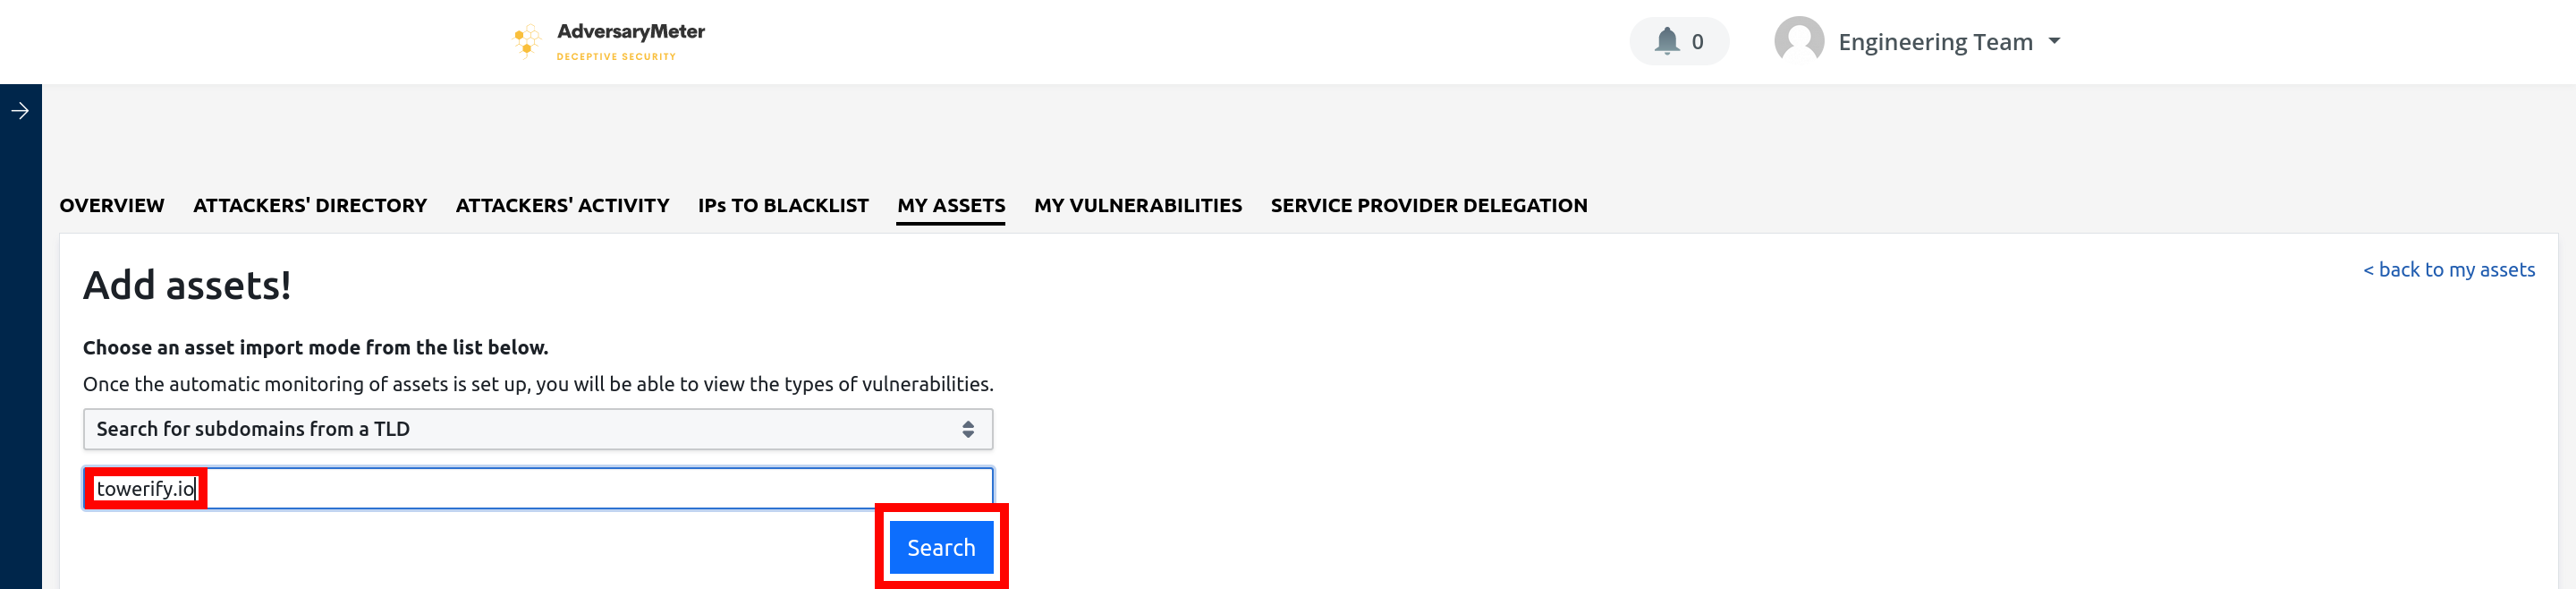 AdversaryMeter
DECEPTIVE SECURITY
0
Engineering Team
OVERVIEW ATTACKERS' DIRECTORY ATTACKERS' ACTIVITY IPs TO BLACKLIST MY ASSETS MY VULNERABILITIES SERVICE PROVIDER DELEGATION
Add assets!
< back to my assets
Choose an asset import mode from the list below.
Once the automatic monitoring of assets is set up, you will be able to view the types of vulnerabilities.
Search for subdomains from a TLD
towerify.io
Search